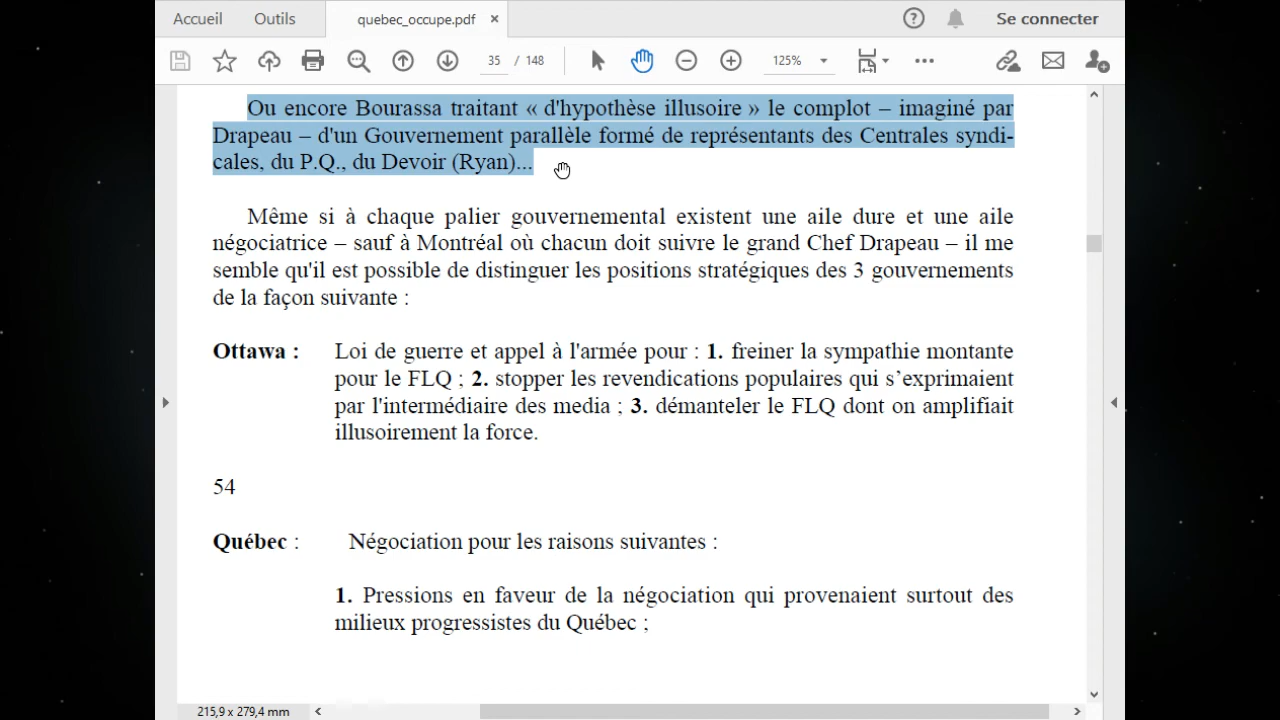 Accueil Outils quebec_occupe.pdf × ? Se connecter
35 / 148 125%
Ou encore Bourassa traitant « d'hypothèse illusoire » le complot – imaginé par
Drapeau – d'un Gouvernement parallèle formé de représentants des Centrales syndi-
cales, du P.Q., du Devoir (Ryan)...
Même si à chaque palier gouvernemental existent une aile dure et une aile
négociatrice – sauf à Montréal où chacun doit suivre le grand Chef Drapeau – il me
semble qu'il est possible de distinguer les positions stratégiques des 3 gouvernements
de la façon suivante :
Ottawa : Loi de guerre et appel à l'armée pour : 1. freiner la sympathie montante
pour le FLQ ; 2. stopper les revendications populaires qui s’exprimaient
par l'intermédiaire des media ; 3. démanteler le FLQ dont on amplifiait
illusoirement la force.
54
Québec : Négociation pour les raisons suivantes :
1. Pressions en faveur de la négociation qui provenaient surtout des
milieux progressistes du Québec ;
215,9 x 279,4 mm